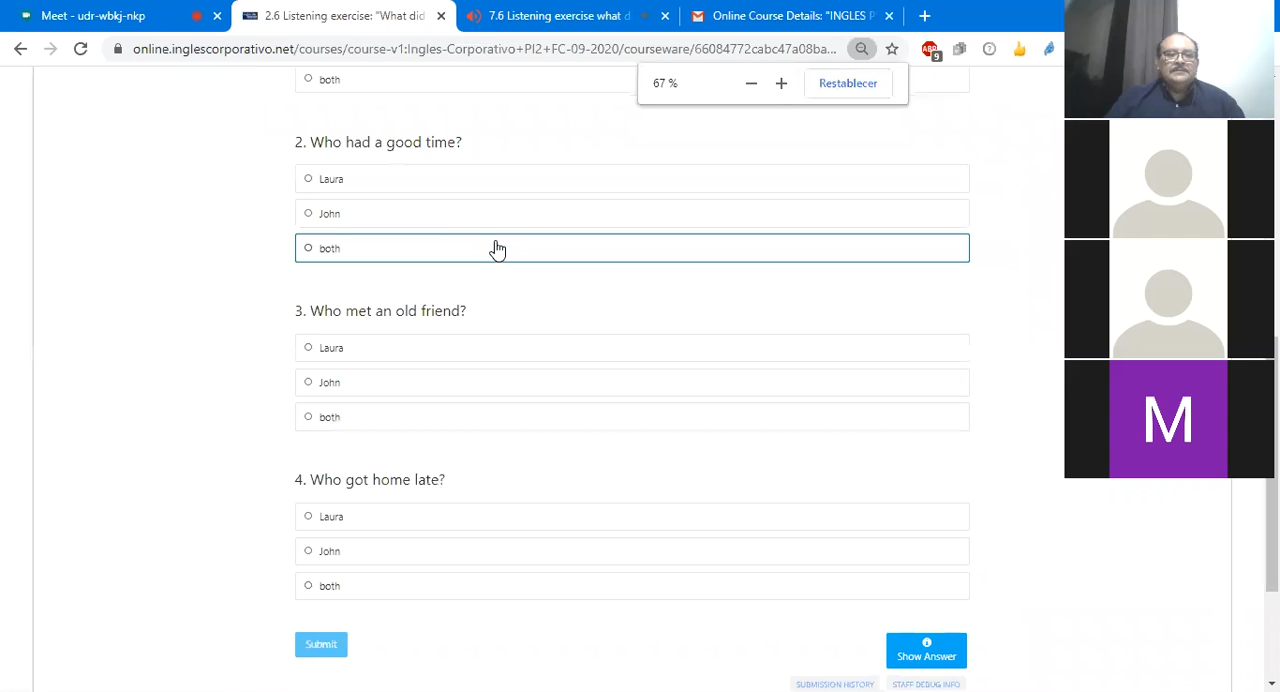 Meet - udr-wbkj-nkp
2.6 Listening exercise: "What did
7.6 Listening exercise what d
Online Course Details: "INGLES P
online.inglescorporativo.net/courses/course-v1:Ingles-Corporativo+PI2+FC-09-2020/courseware/66084772cabc47a08ba...
ABP
9
67 %
Restablecer
both
2. Who had a good time?
Laura
John
both
3. Who met an old friend?
Laura
John
both
4. Who got home late?
Laura
John
both
Submit
Show Answer
SUBMISSION HISTORY
STAFF DEBUG INFO
M